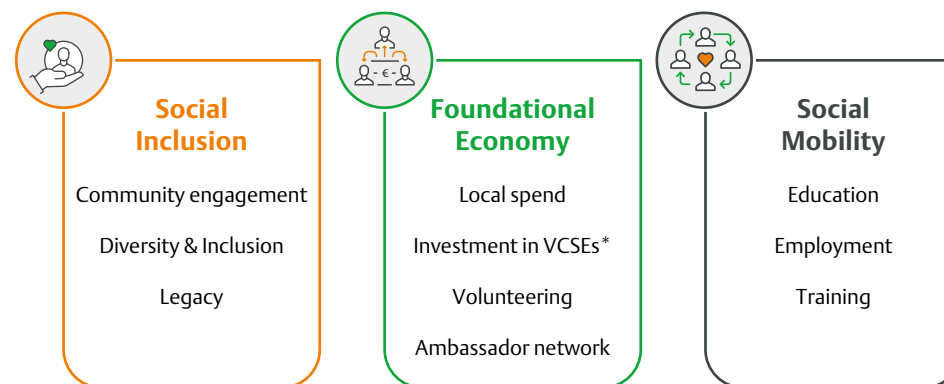 - € -
Social
Inclusion
Community engagement
Diversity & Inclusion
Legacy
Foundational
Economy
Local spend
Investment in VCSEs*
Volunteering
Ambassador network
Social
Mobility
Education
Employment
Training